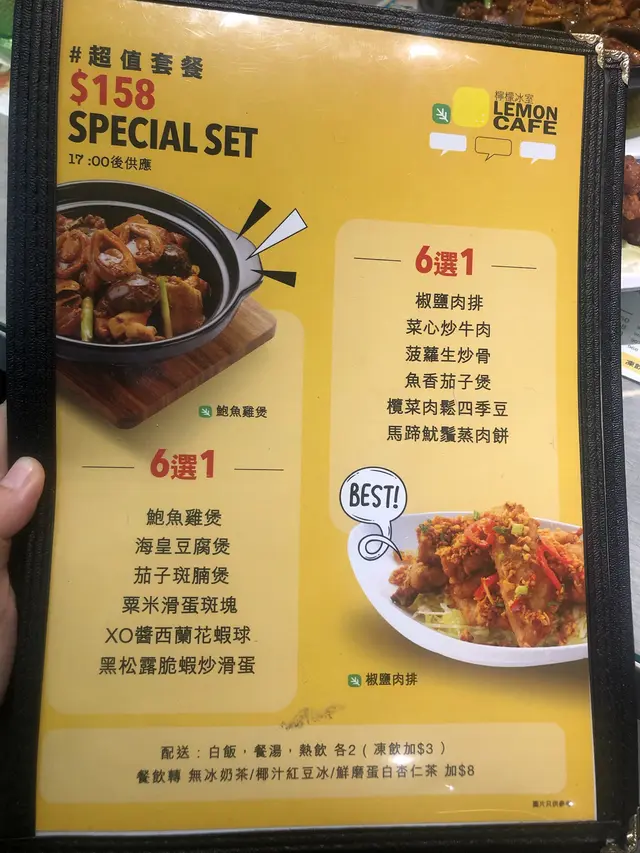 #超值套餐
$158
SPECIAL SET
17:00後供應
檸檬冰室
LEMON
CAFE
鮑魚雞煲
6選1
鮑魚雞煲
海皇豆腐煲
茄子斑腩煲
粟米滑蛋斑塊
XO醬西蘭花蝦球
黑松露脆蝦炒滑蛋
6選1
椒鹽肉排
菜心炒牛肉
菠蘿生炒骨
魚香茄子煲
欖菜肉鬆四季豆
馬蹄魷鬚蒸肉餅
BEST!
椒鹽肉排
配送：白飯，餐湯，熱飲 各2（凍飲加$3）
餐飲轉 無冰奶茶/椰汁紅豆冰/鮮磨蛋白杏仁茶 加$8
圖片只供參考